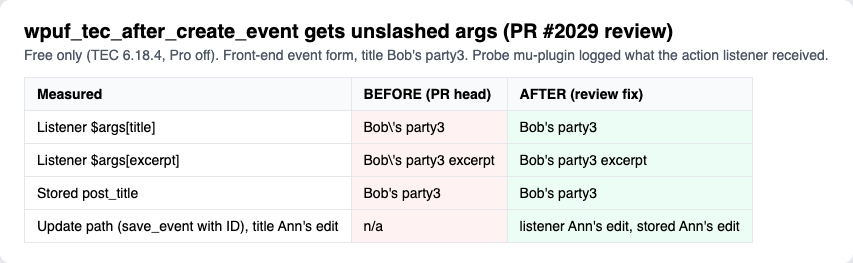 wpuf_tec_after_create_event gets unslashed args (PR #2029 review)
Free only (TEC 6.18.4, Pro off). Front-end event form, title Bob's party3. Probe mu-plugin logged what the action listener received.
Measured BEFORE (PR head) AFTER (review fix)
Listener $args[title] Bob\'s party3 Bob's party3
Listener $args[excerpt] Bob\'s party3 excerpt Bob's party3 excerpt
Stored post_title Bob's party3 Bob's party3
Update path (save_event with ID), title Ann's edit n/a listener Ann's edit, stored Ann's edit